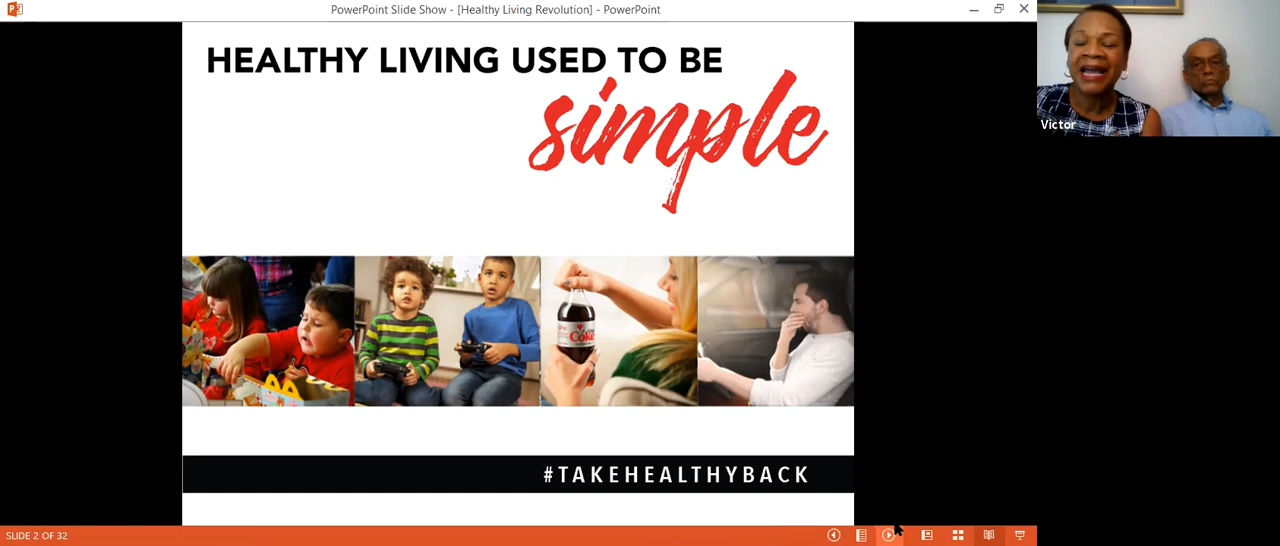 PowerPoint Slide Show - [Healthy Living Revolution] - PowerPoint
HEALTHY LIVING USED TO BE
simple
Coke
#TAKEHEALTHYBACK
SLIDE 2 OF 32
Victor